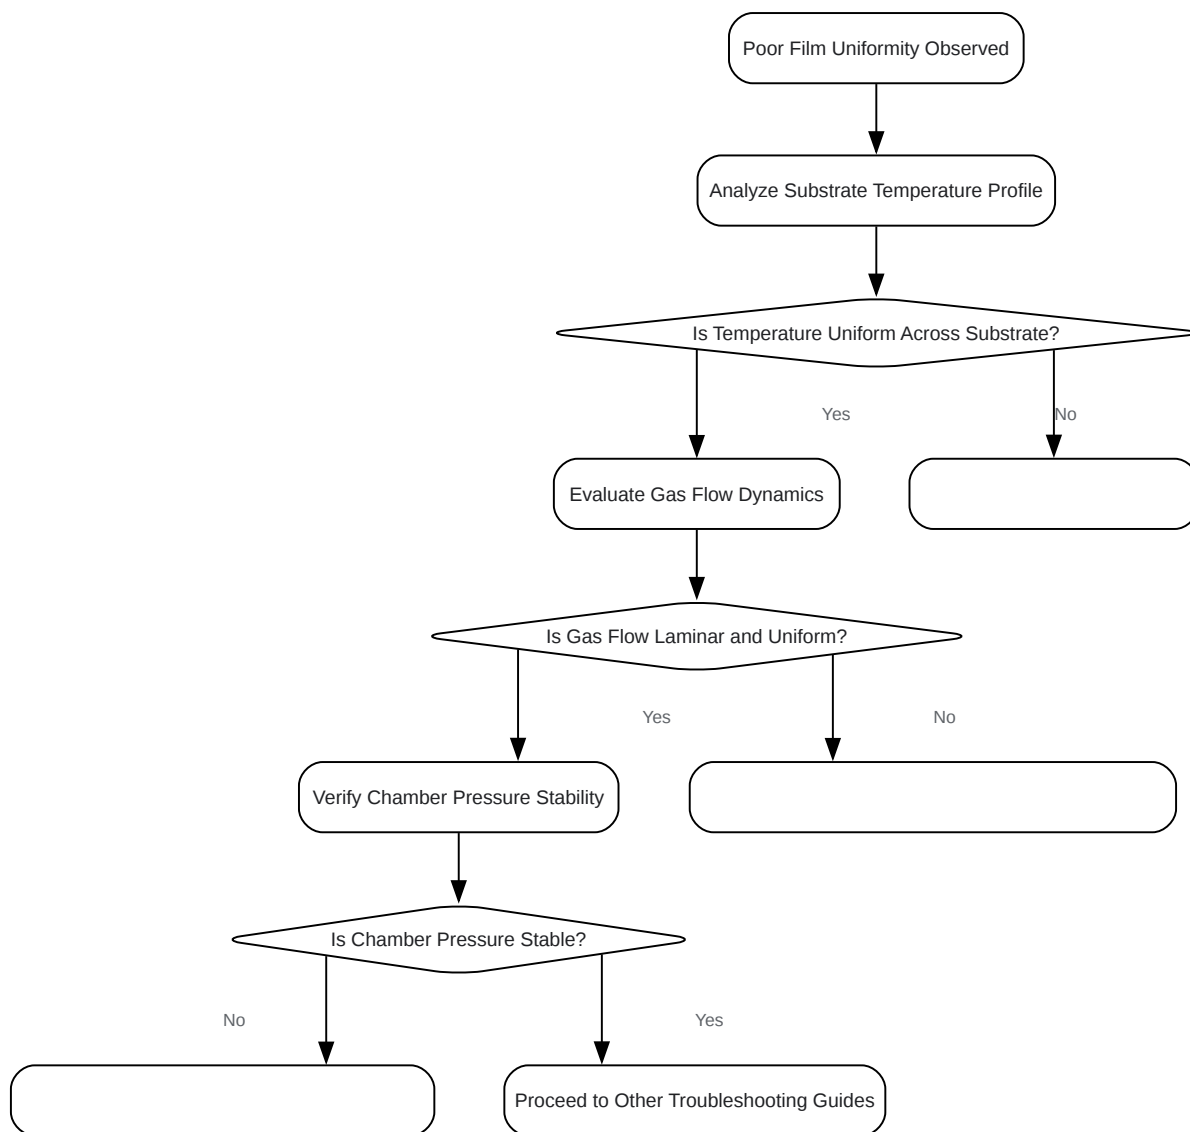 Poor Film Uniformity Observed
Analyze Substrate Temperature Profile
Is Temperature Uniform Across Substrate?
Yes
No
Evaluate Gas Flow Dynamics
Is Gas Flow Laminar and Uniform?
Yes
No
Verify Chamber Pressure Stability
Is Chamber Pressure Stable?
No
Yes
Proceed to Other Troubleshooting Guides